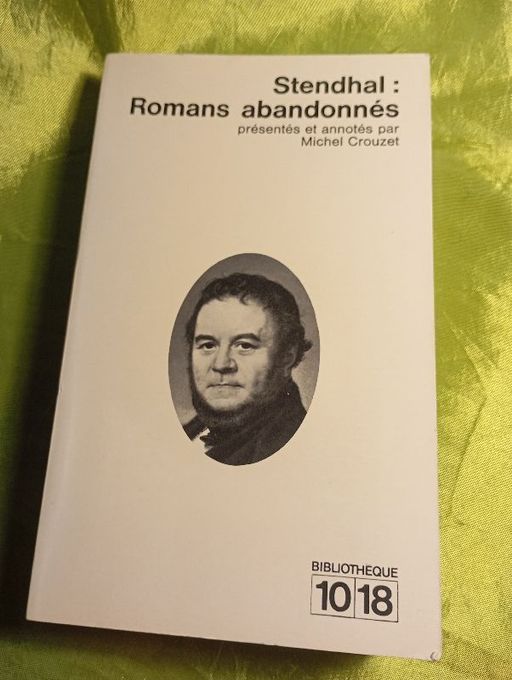 Stendhal :
Romans abandonnés
présentés et annotés par
Michel Crouzet
BIBLIOTHEQUE
10 18